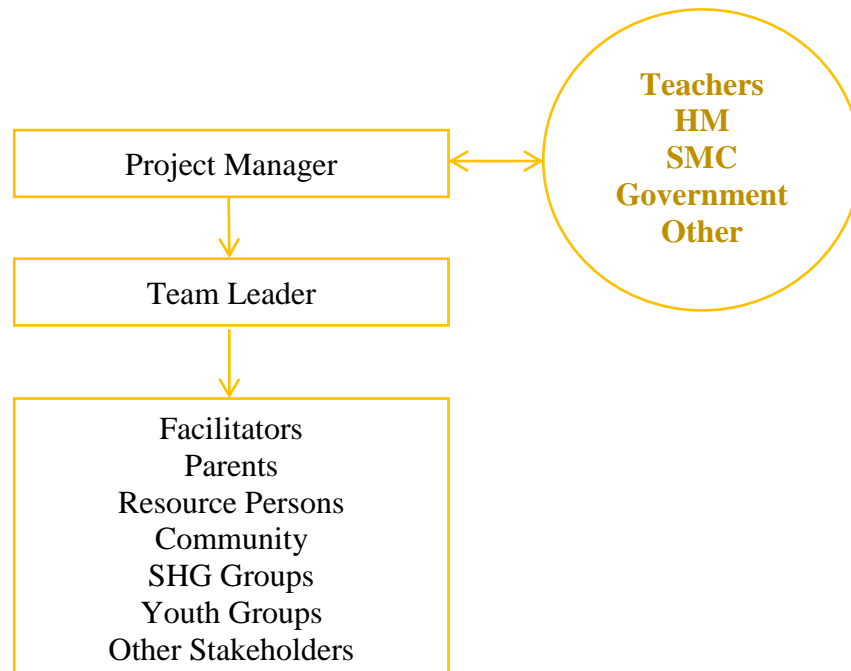 Teachers
HM
SMC
Government
Other
Project Manager
Team Leader
Facilitators
Parents
Resource Persons
Community
SHG Groups
Youth Groups
Other Stakeholders